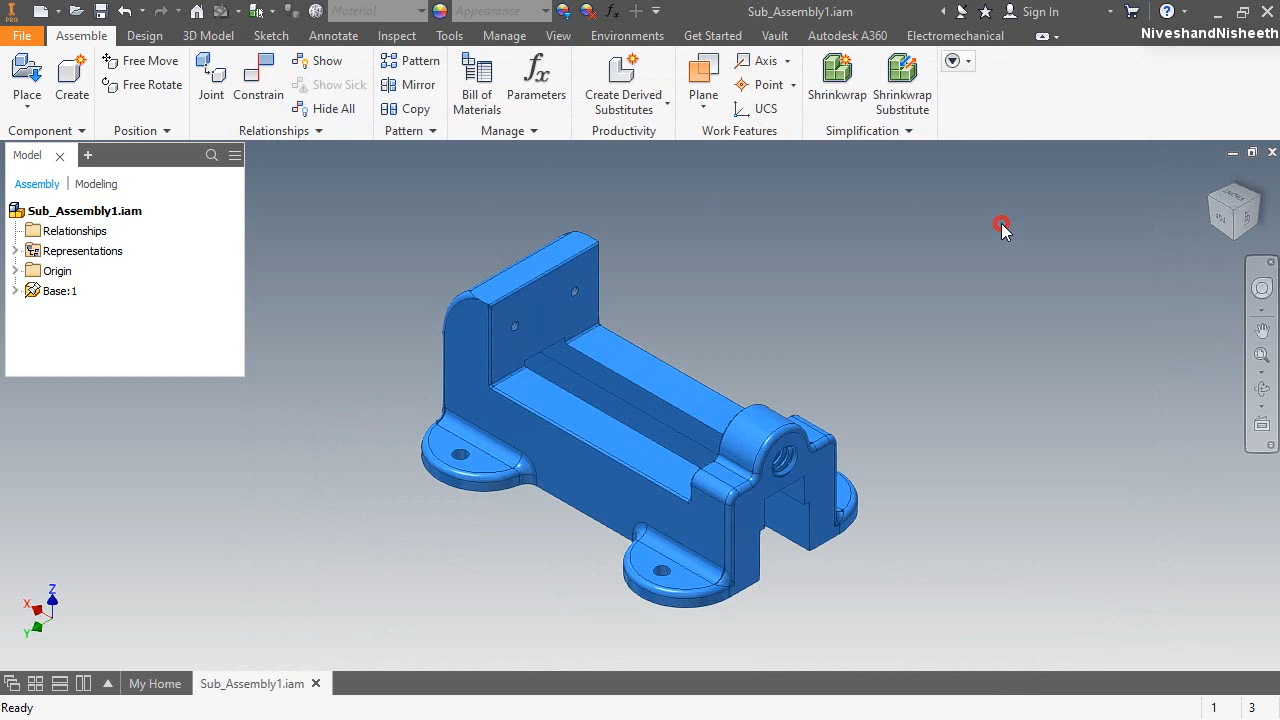 PRO
Material
Appearance
Sub_Assembly1.iam
Sign In
File
Assemble
Design
3D Model
Sketch
Annotate
Inspect
Tools
Manage
View
Environments
Get Started
Vault
Autodesk A360
Electromechanical
NiveshandNisheeth
Place
Create
Free Move
Free Rotate
Component
Position
Joint
Constrain
Show
Show Sick
Hide All
Relationships
Pattern
Mirror
Copy
Pattern
Bill of
Materials
fx
Parameters
Manage
Create Derived
Substitutes
Productivity
Plane
Axis
Point
UCS
Work Features
Shrinkwrap
Shrinkwrap
Substitute
Simplification
Model
Assembly
Modeling
Sub_Assembly1.iam
Relationships
Representations
Origin
Base:1
Z
X
Y
My Home
Sub_Assembly1.iam
Ready
1
3